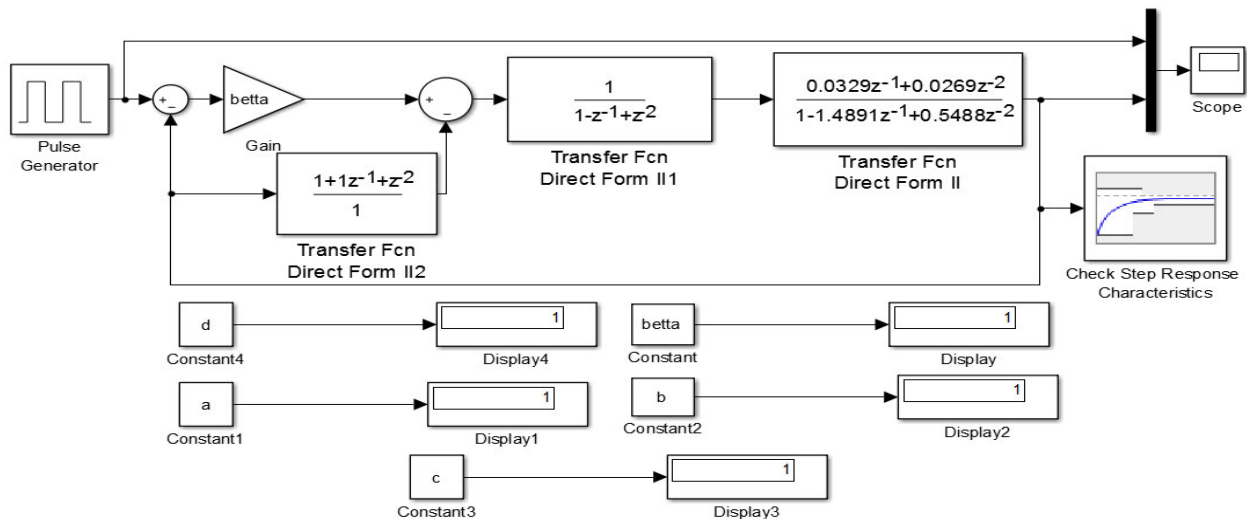 Pulse
Generator
+
−
betta
Gain
+
−
1
1-z⁻¹+z⁻²
Transfer Fcn
Direct Form II1
0.0329z⁻¹+0.0269z⁻²
1-1.4891z⁻¹+0.5488z⁻²
Transfer Fcn
Direct Form II
Scope
1+1z⁻¹+z⁻²
1
Transfer Fcn
Direct Form II2
Check Step Response
Characteristics
d
Constant4
1
Display4
betta
Constant
1
Display
a
Constant1
1
Display1
b
Constant2
1
Display2
c
Constant3
1
Display3